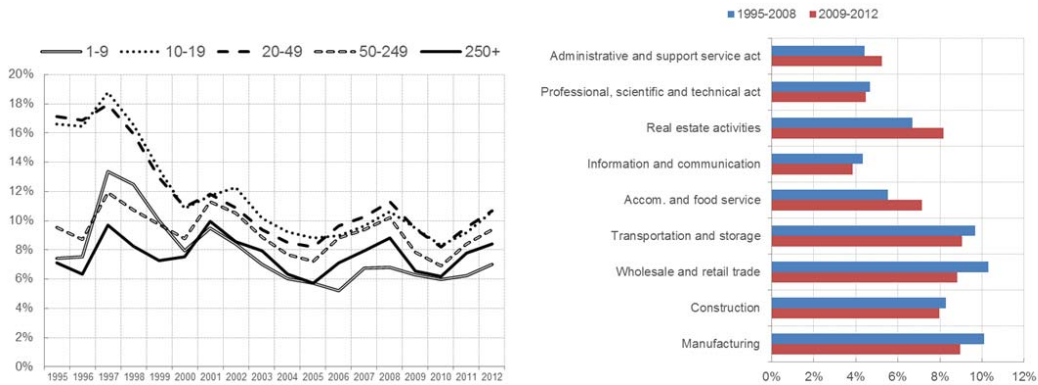 1-9 10-19 20-49 50-249 250+
20%
18%
16%
14%
12%
10%
8%
6%
4%
2%
0%
1995 1996 1997 1998 1999 2000 2001 2002 2003 2004 2005 2006 2007 2008 2009 2010 2011 2012
1995-2008 2009-2012
Administrative and support service act
Professional, scientific and technical act
Real estate activities
Information and communication
Accom. and food service
Transportation and storage
Wholesale and retail trade
Construction
Manufacturing
0% 2% 4% 6% 8% 10% 12%